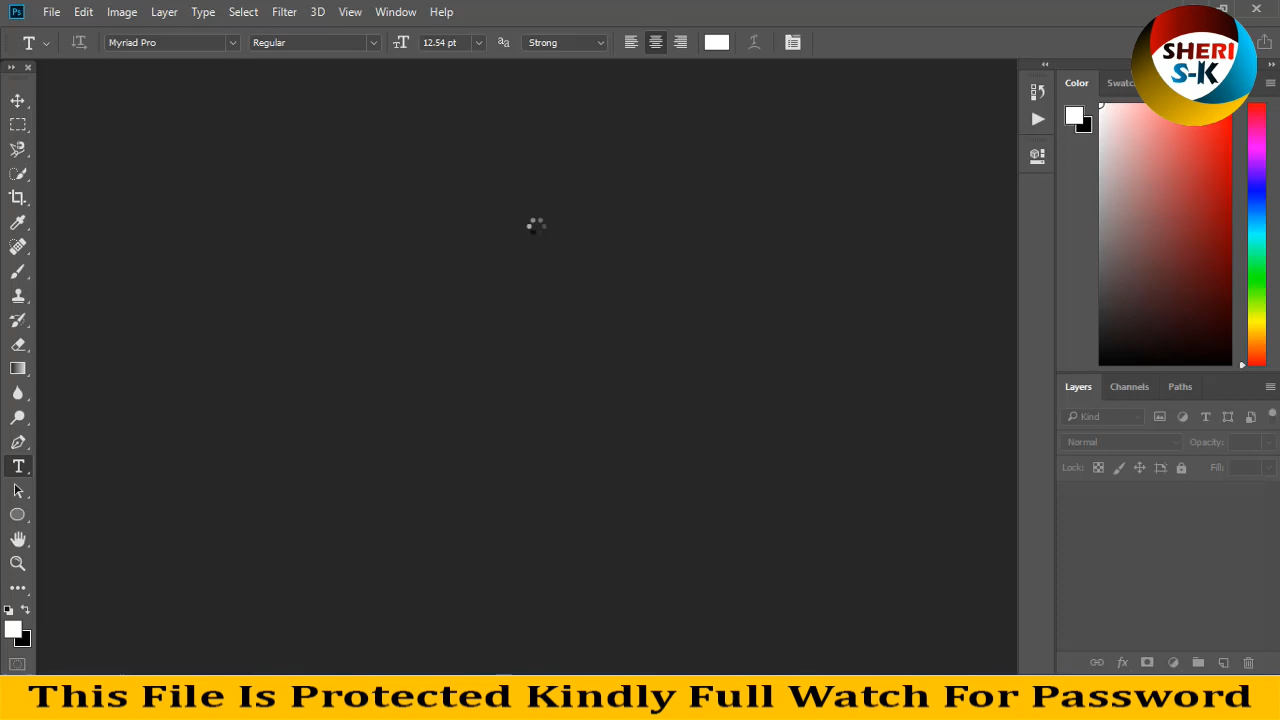 Ps File Edit Image Layer Type Select Filter 3D View Window Help
T Myriad Pro Regular 12.54 pt aa Strong
SHERI
S-K
Color Swatc
Layers Channels Paths
Kind
Normal Opacity:
Lock: Fill:
fx
This File Is Protected Kindly Full Watch For Password